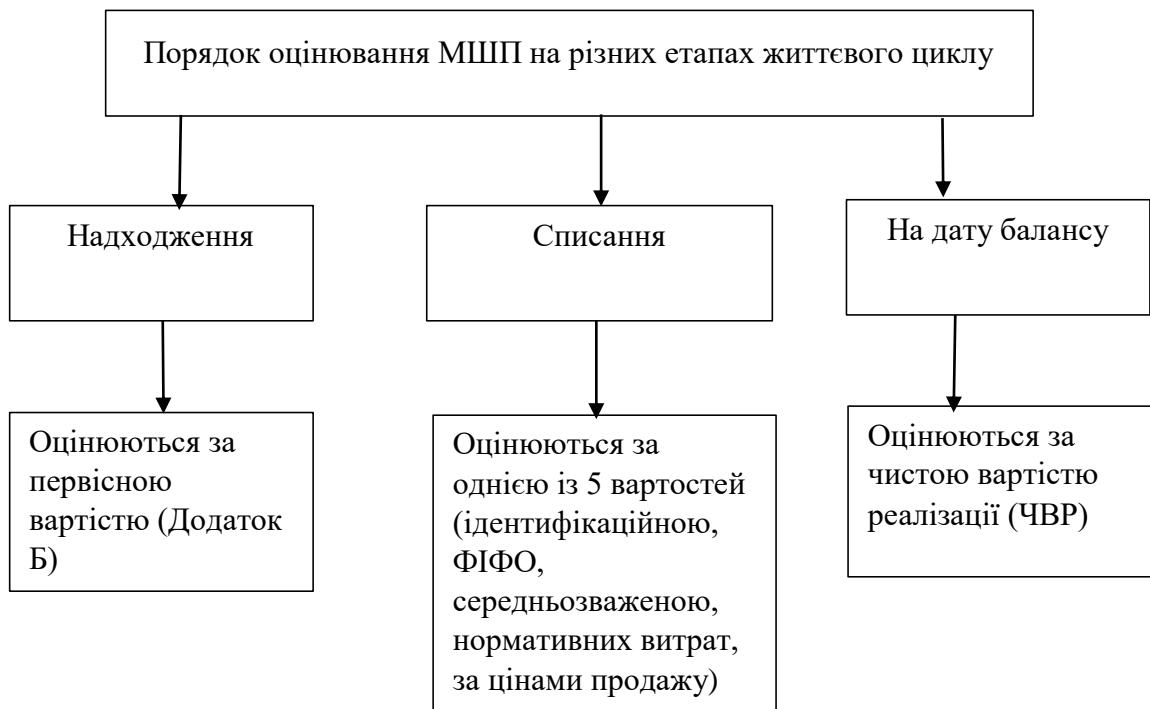 Порядок оцінювання МШП на різних етапах життєвого циклу
Надходження
Списання
На дату балансу
Оцінюються за
первісною
вартістю (Додаток
Б)
Оцінюються за
однією із 5 вартостей
(ідентифікаційною,
ФІФО,
середньозваженою,
нормативних витрат,
за цінами продажу)
Оцінюються за
чистою вартістю
реалізації (ЧВР)